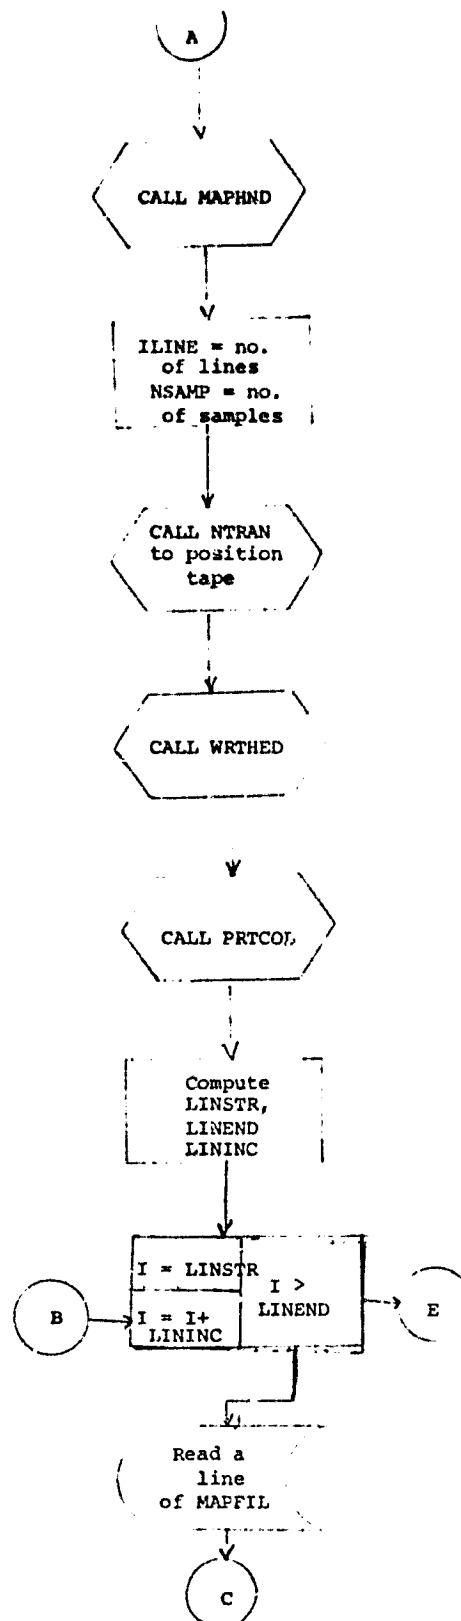 A
CALL MAPHND
ILINE = no.
of lines
NSAMP = no.
of samples
CALL NTRAN
to position
tape
CALL WRTHED
CALL PRTCOL
Compute
LINSTR,
LINEND
LININC
I = LINSTR
I = I+
LININC
I >
LINEND
B
E
Read a
line
of MAPFIL
C